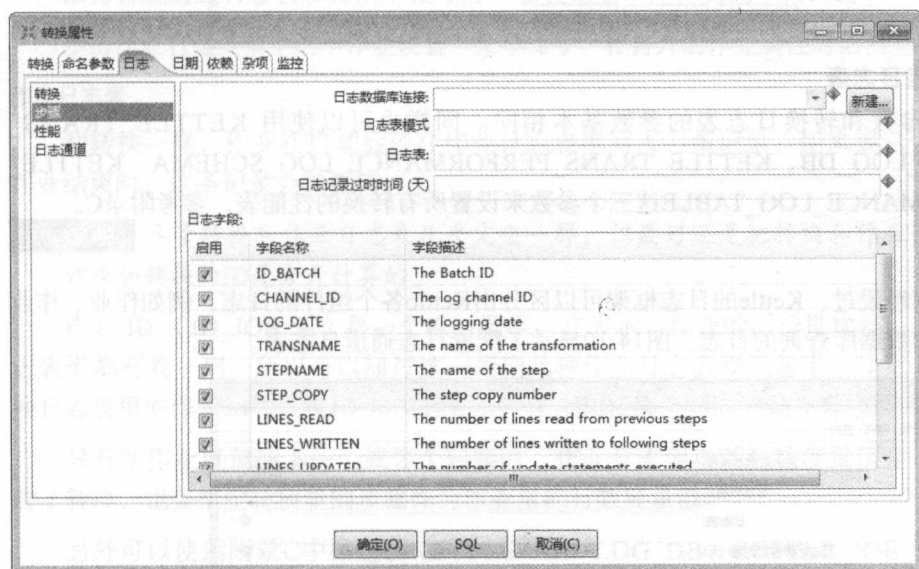 转换属性
转换 命名参数 日志 日期 依赖 杂项 监控
转换
步骤
性能
日志通道
日志数据库连接: 新建...
日志表模式:
日志表:
日志记录过时时间 (天)
日志字段:
启用 字段名称 字段描述
ID_BATCH The Batch ID
CHANNEL_ID The log channel ID
LOG_DATE The logging date
TRANSNAME The name of the transformation
STEPNAME The name of the step
STEP_COPY The step copy number
LINES_READ The number of lines read from previous steps
LINES_WRITTEN The number of lines written to following steps
LINES_UPDATED The number of update statements executed
确定(O) SQL 取消(C)